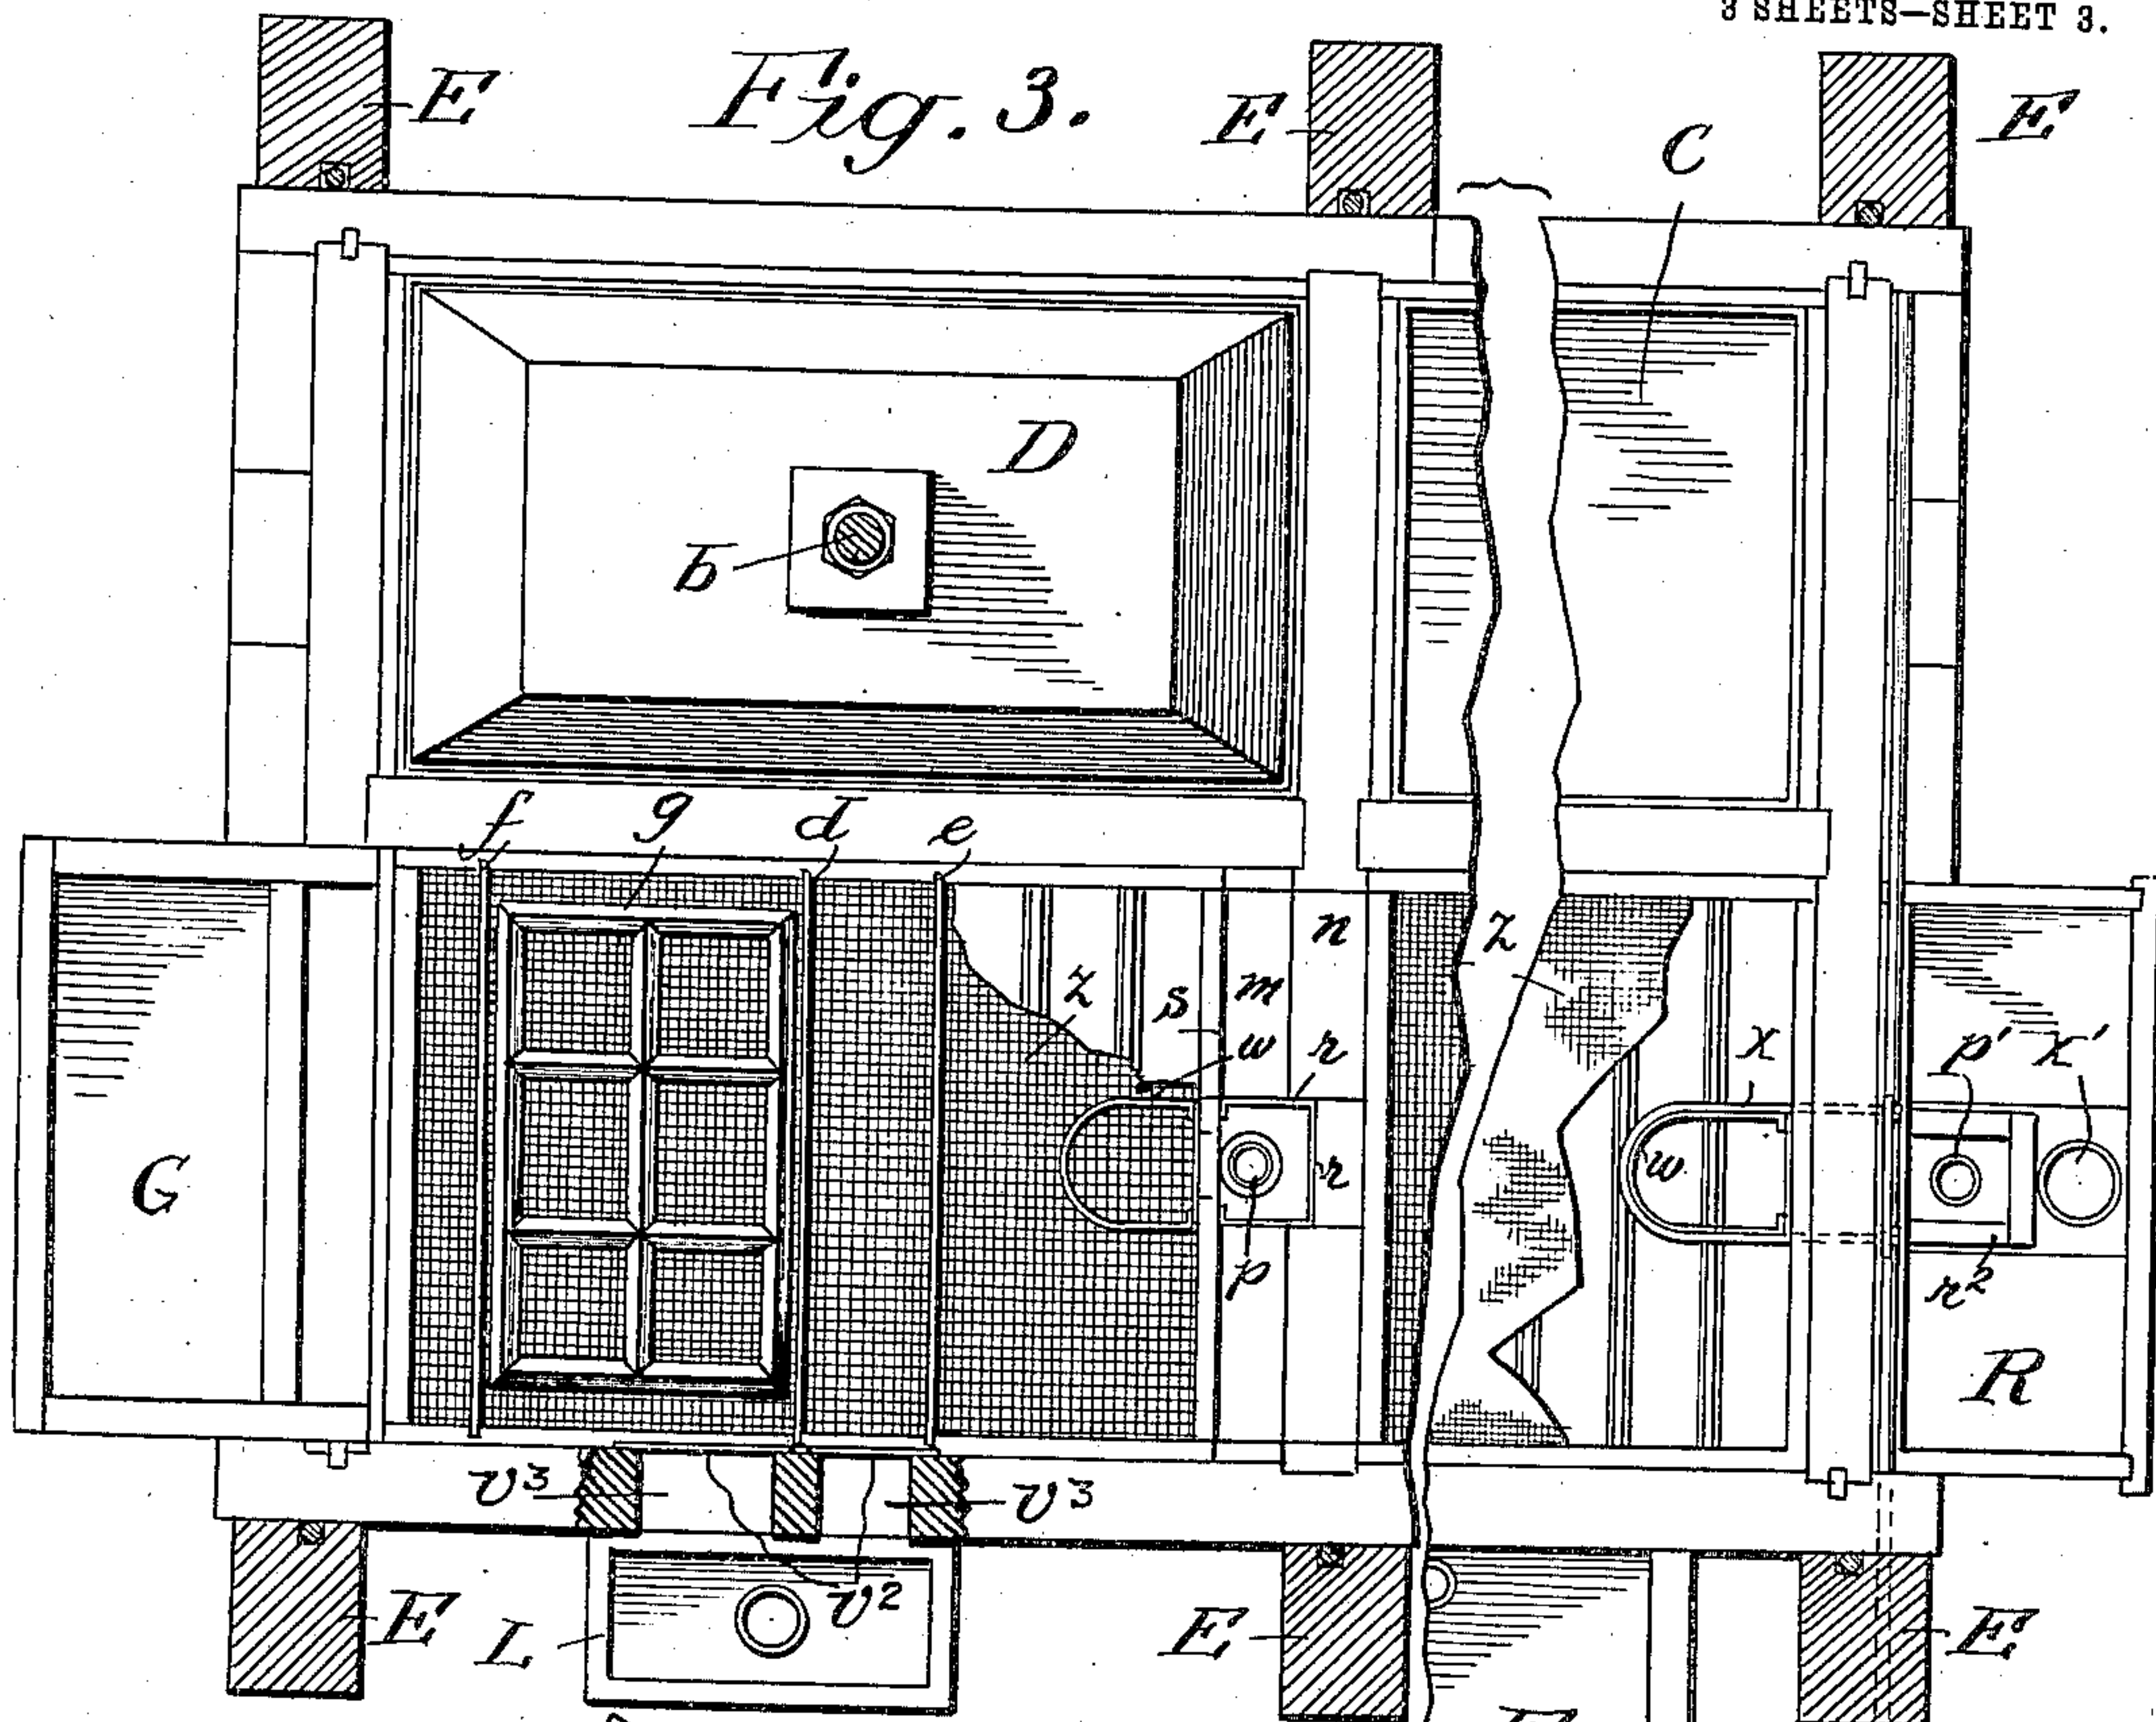 3 SHEETS—SHEET 3.
Fig. 3.
E E E
C
D
b
f g d e
n
z z
s m
w r x p' x'
G r w
p r²
R
v³ v³
v²
E L E E